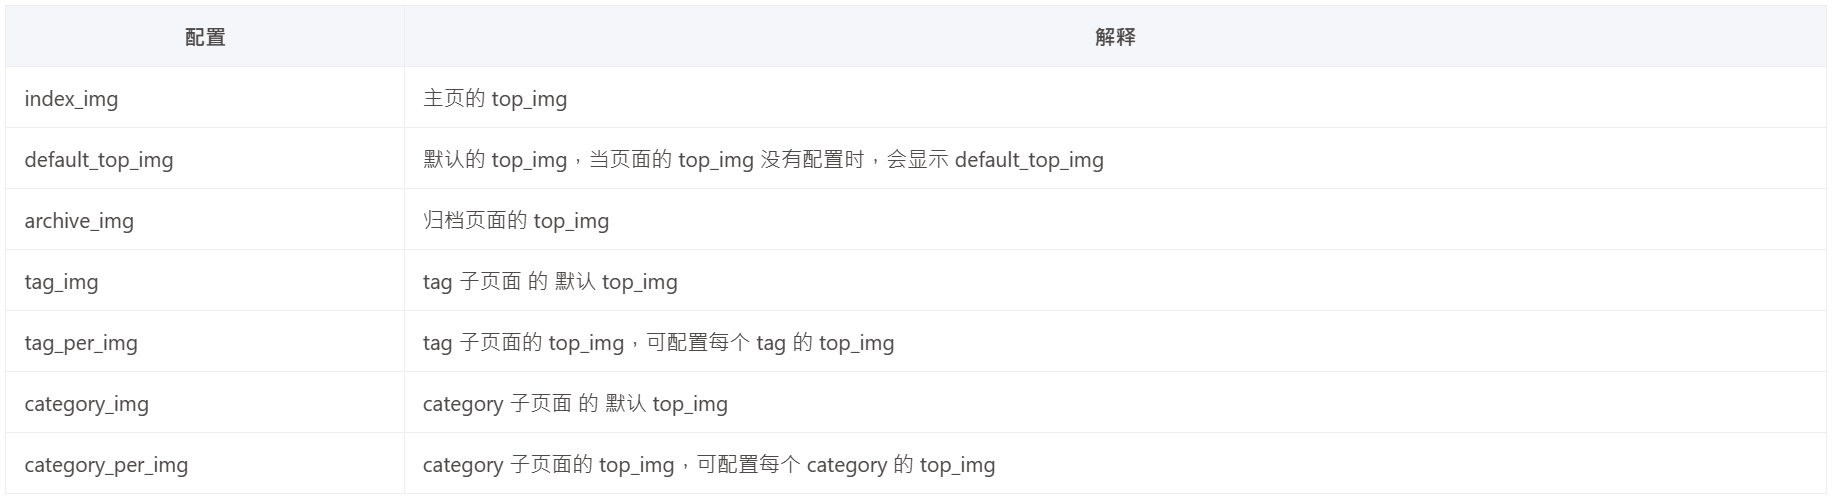 配置 解释
index_img 主页的 top_img
default_top_img 默认的 top_img，当页面的 top_img 没有配置时，会显示 default_top_img
archive_img 归档页面的 top_img
tag_img tag 子页面 的 默认 top_img
tag_per_img tag 子页面的 top_img，可配置每个 tag 的 top_img
category_img category 子页面 的 默认 top_img
category_per_img category 子页面的 top_img，可配置每个 category 的 top_img